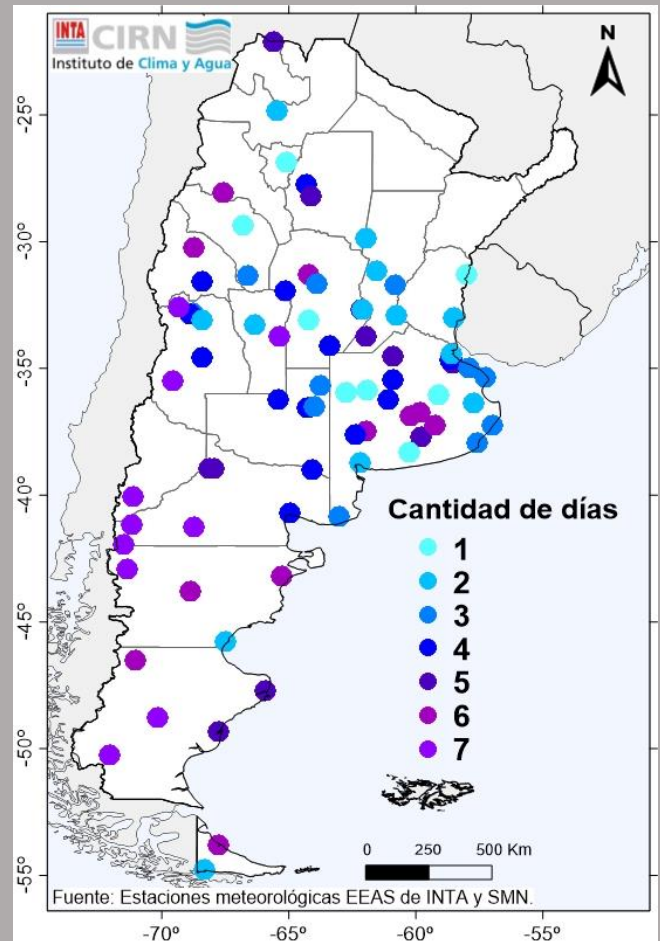 INTA CIRN
Instituto de Clima y Agua
N
-25°
-30°
-35°
-40°
-45°
-50°
-55°
Cantidad de días
1
2
3
4
5
6
7
0 250 500 Km
Fuente: Estaciones meteorológicas EEAS de INTA y SMN.
-70° -65° -60° -55°